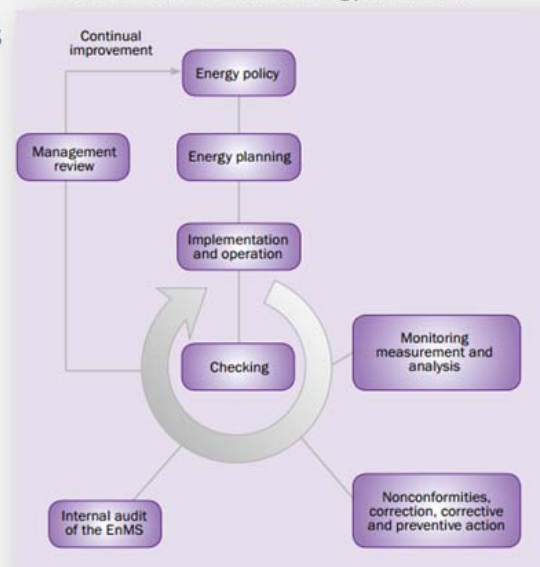 Continual
improvement
Energy policy
Management
review
Energy planning
Implementation
and operation
Checking
Monitoring
measurement and
analysis
Internal audit
of the EnMS
Nonconformities,
correction, corrective
and preventive action